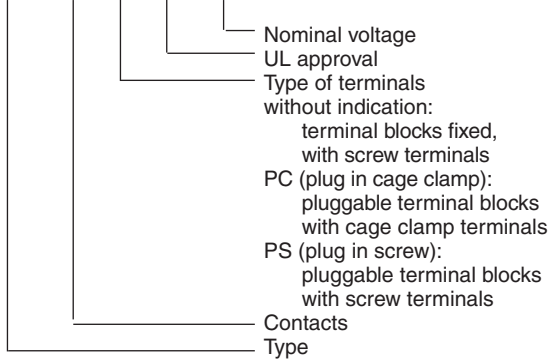 Nominal voltage
UL approval
Type of terminals
without indication:
terminal blocks fixed,
with screw terminals
PC (plug in cage clamp):
pluggable terminal blocks
with cage clamp terminals
PS (plug in screw):
pluggable terminal blocks
with screw terminals
Contacts
Type